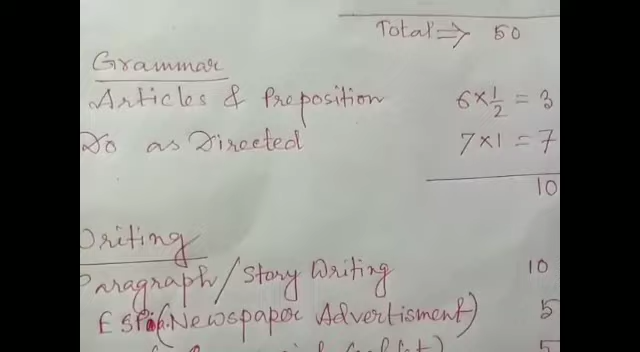 Total ⇒ 50
Grammar
Articles & Preposition 6 × 1/2 = 3
Do as Directed 7 × 1 = 7
10
Writing
Paragraph / Story Writing 10
(Newspaper Advertisment) 5
5